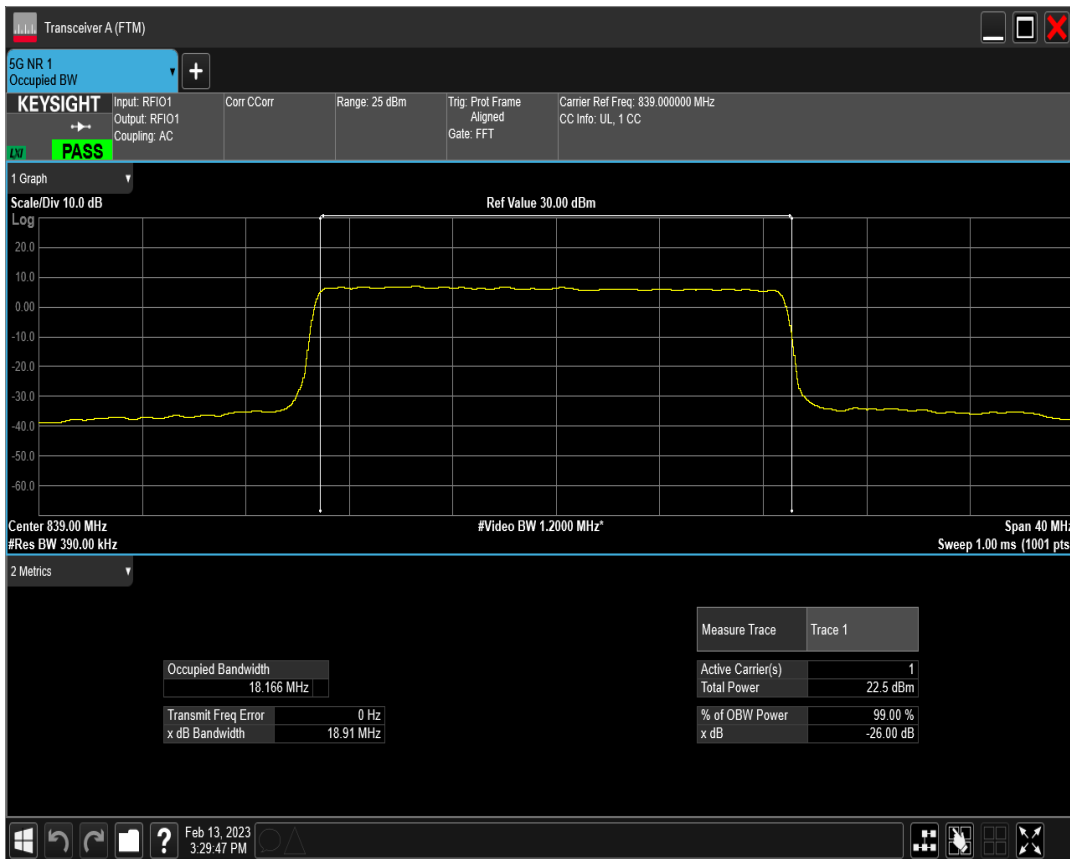 Transceiver A (FTM)
5G NR 1
Occupied BW
+
KEYSIGHT
LXI
PASS
Input: RFIO1
Output: RFIO1
Coupling: AC
Corr CCorr
Range: 25 dBm
Trig: Prot Frame
Aligned
Gate: FFT
Carrier Ref Freq: 839.000000 MHz
CC Info: UL, 1 CC
1 Graph
Scale/Div 10.0 dB
Ref Value 30.00 dBm
Log
20.0
10.0
0.00
-10.0
-20.0
-30.0
-40.0
-50.0
-60.0
Center 839.00 MHz
#Video BW 1.2000 MHz*
Span 40 MHz
#Res BW 390.00 kHz
Sweep 1.00 ms (1001 pts
2 Metrics
Measure Trace Trace 1
Occupied Bandwidth
18.166 MHz
Active Carrier(s) 1
Total Power 22.5 dBm
Transmit Freq Error 0 Hz
x dB Bandwidth 18.91 MHz
% of OBW Power 99.00 %
x dB -26.00 dB
?
Feb 13, 2023
3:29:47 PM